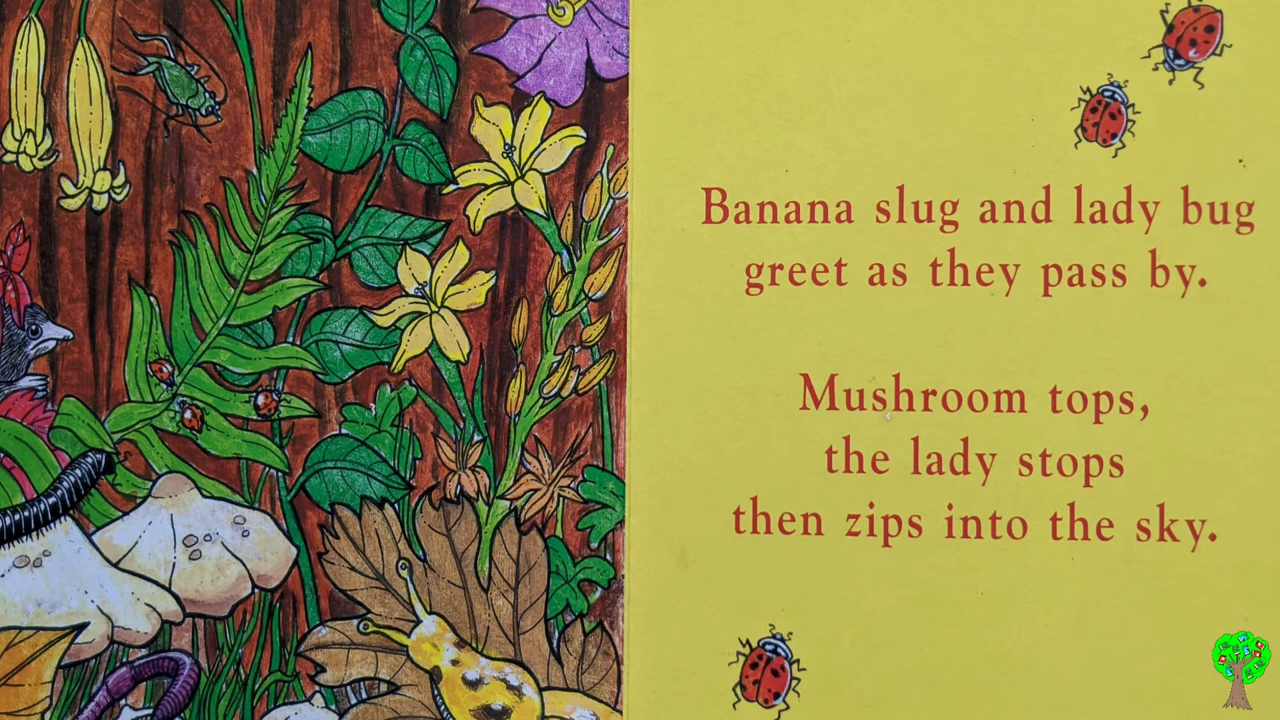 Banana slug and lady bug
greet as they pass by.
Mushroom tops,
the lady stops
then zips into the sky.